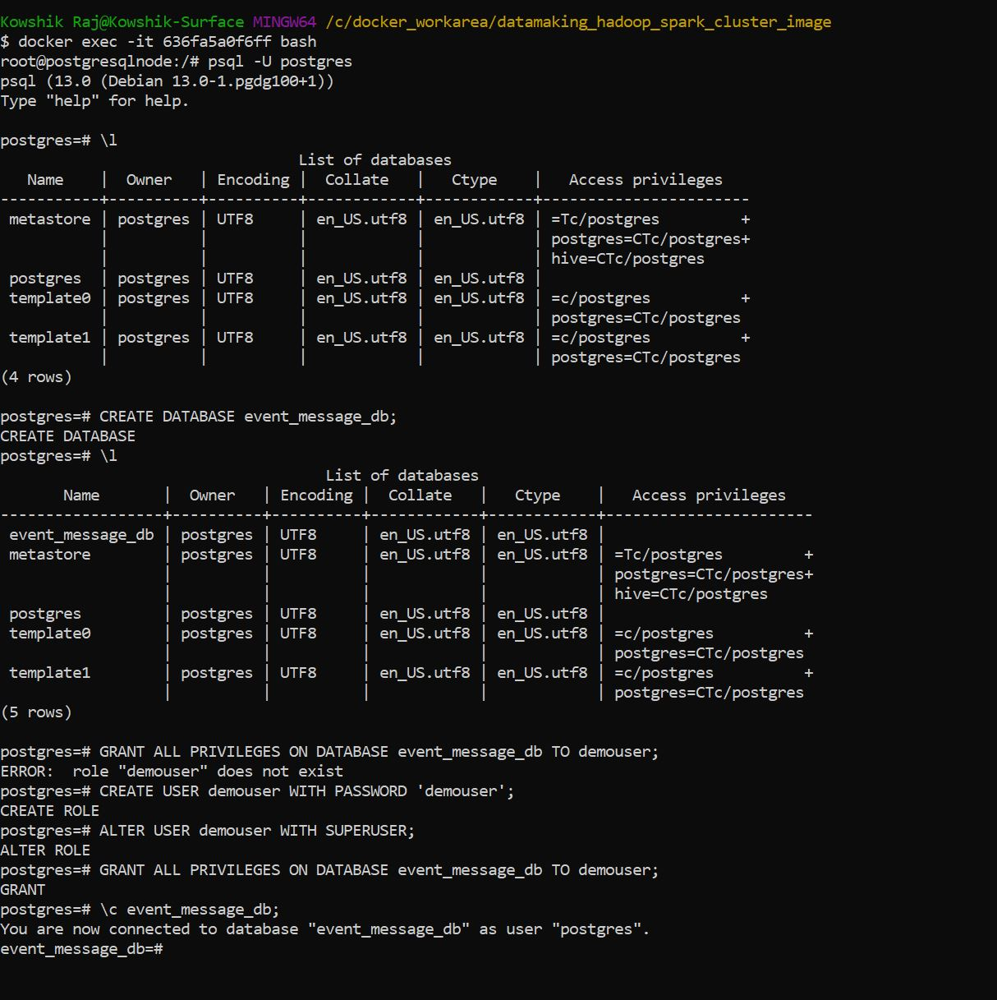 Kowshik Raj@Kowshik-Surface MINGW64 /c/docker_workarea/datamaking_hadoop_spark_cluster_image
$ docker exec -it 636fa5a0f6ff bash
root@postgresqlnode:/# psql -U postgres
psql (13.0 (Debian 13.0-1.pgdg100+1))
Type "help" for help.

postgres=# \l
                                 List of databases
   Name    |  Owner   | Encoding |  Collate   |   Ctype    |   Access privileges
-----------+----------+----------+------------+------------+-----------------------
 metastore | postgres | UTF8     | en_US.utf8 | en_US.utf8 | =Tc/postgres         +
           |          |          |            |            | postgres=CTc/postgres+
           |          |          |            |            | hive=CTc/postgres
 postgres  | postgres | UTF8     | en_US.utf8 | en_US.utf8 |
 template0 | postgres | UTF8     | en_US.utf8 | en_US.utf8 | =c/postgres          +
           |          |          |            |            | postgres=CTc/postgres
 template1 | postgres | UTF8     | en_US.utf8 | en_US.utf8 | =c/postgres          +
           |          |          |            |            | postgres=CTc/postgres
(4 rows)

postgres=# CREATE DATABASE event_message_db;
CREATE DATABASE
postgres=# \l
                                    List of databases
       Name       |  Owner   | Encoding |  Collate   |   Ctype    |   Access privileges
------------------+----------+----------+------------+------------+-----------------------
 event_message_db | postgres | UTF8     | en_US.utf8 | en_US.utf8 |
 metastore        | postgres | UTF8     | en_US.utf8 | en_US.utf8 | =Tc/postgres         +
                  |          |          |            |            | postgres=CTc/postgres+
                  |          |          |            |            | hive=CTc/postgres
 postgres         | postgres | UTF8     | en_US.utf8 | en_US.utf8 |
 template0        | postgres | UTF8     | en_US.utf8 | en_US.utf8 | =c/postgres          +
                  |          |          |            |            | postgres=CTc/postgres
 template1        | postgres | UTF8     | en_US.utf8 | en_US.utf8 | =c/postgres          +
                  |          |          |            |            | postgres=CTc/postgres
(5 rows)

postgres=# GRANT ALL PRIVILEGES ON DATABASE event_message_db TO demouser;
ERROR:  role "demouser" does not exist
postgres=# CREATE USER demouser WITH PASSWORD 'demouser';
CREATE ROLE
postgres=# ALTER USER demouser WITH SUPERUSER;
ALTER ROLE
postgres=# GRANT ALL PRIVILEGES ON DATABASE event_message_db TO demouser;
GRANT
postgres=# \c event_message_db;
You are now connected to database "event_message_db" as user "postgres".
event_message_db=#